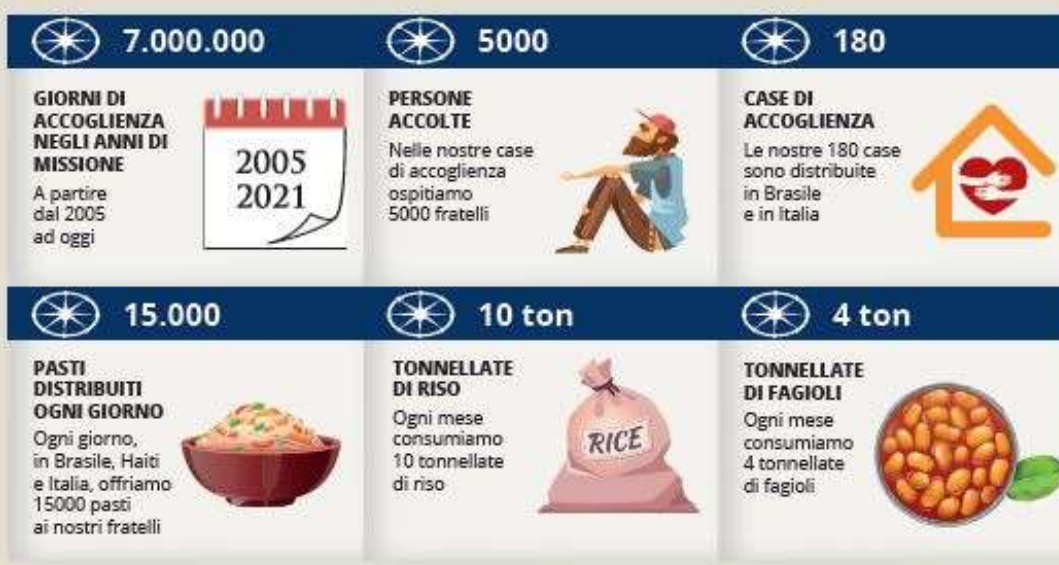 7.000.000
GIORNI DI
ACCOGLIENZA
NEGLI ANNI DI
MISSIONE
A partire
dal 2005
ad oggi
2005
2021
5000
PERSONE
ACCOLTE
Nelle nostre case
di accoglienza
ospitiamo
5000 fratelli
180
CASE DI
ACCOGLIENZA
Le nostre 180 case
sono distribuite
in Brasile
e in Italia
15.000
PASTI
DISTRIBUITI
OGNI GIORNO
Ogni giorno,
in Brasile, Haiti
e Italia, offriamo
15000 pasti
ai nostri fratelli
10 ton
TONNELLATE
DI RISO
Ogni mese
consumiamo
10 tonnellate
di riso
RICE
4 ton
TONNELLATE
DI FAGIOLI
Ogni mese
consumiamo
4 tonnellate
di fagioli